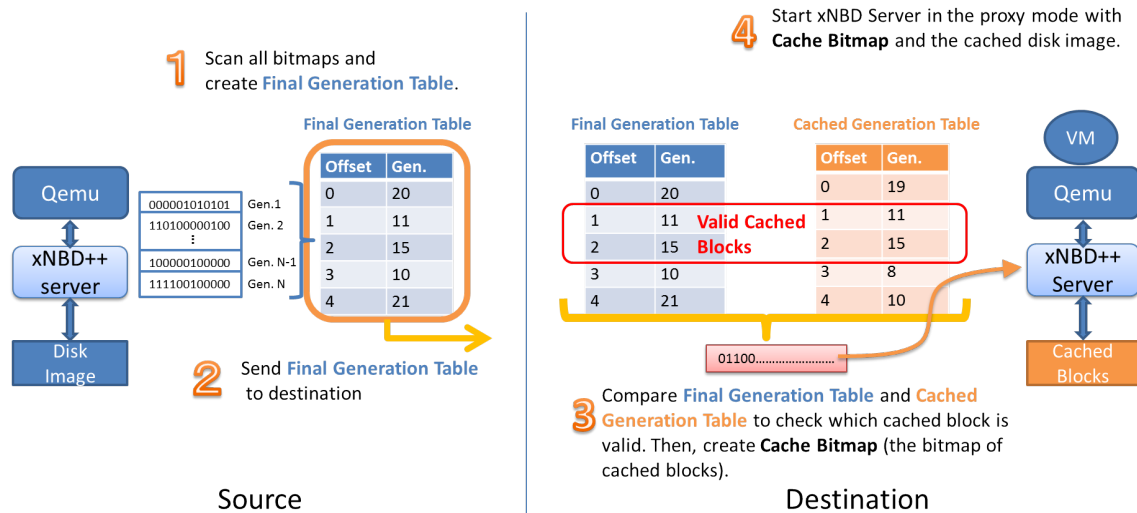 1 Scan all bitmaps and
create Final Generation Table.
Final Generation Table
Offset Gen.
0 20
1 11
2 15
3 10
4 21
Qemu
xNBD++
server
Disk
Image
000001010101 Gen.1
110100000100 Gen. 2
⋮
100000100000 Gen. N-1
111100100000 Gen. N
2 Send Final Generation Table
to destination
Source
4 Start xNBD Server in the proxy mode with
Cache Bitmap and the cached disk image.
Final Generation Table
Offset Gen.
0 20
1 11
2 15
3 10
4 21
Valid Cached
Blocks
Cached Generation Table
Offset Gen.
0 19
1 11
2 15
3 8
4 10
VM
Qemu
xNBD++
Server
Cached
Blocks
01100........................
3 Compare Final Generation Table and Cached
Generation Table to check which cached block is
valid. Then, create Cache Bitmap (the bitmap of
cached blocks).
Destination